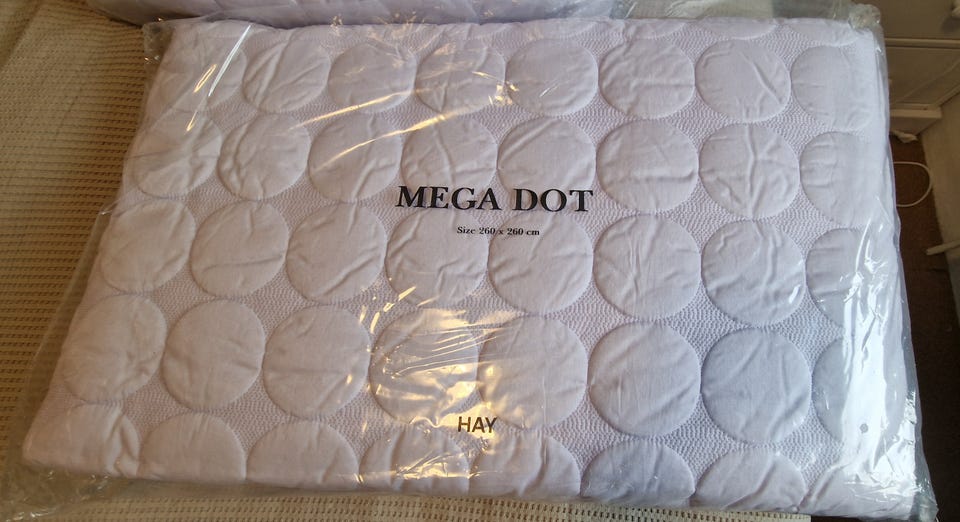 MEGA DOT
Size 260 x 260 cm
HAY